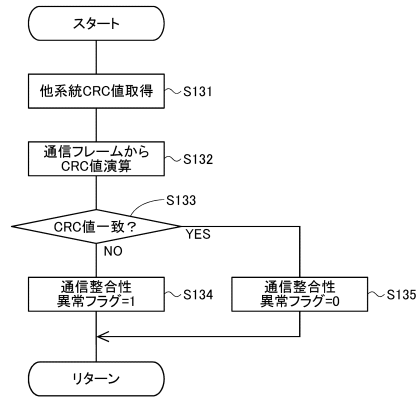 スタート
他系統CRC値取得
S131
通信フレームから
CRC値演算
S132
S133
CRC値一致？
YES
NO
通信整合性
異常フラグ=1
S134
通信整合性
異常フラグ=0
S135
リターン